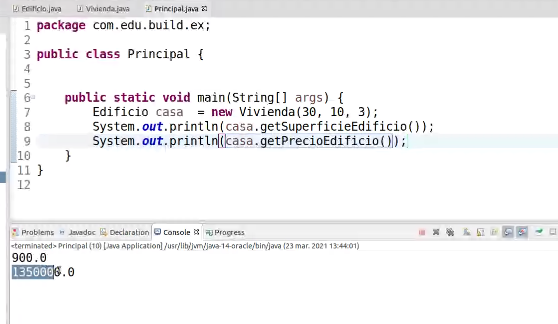 Edificio.java Vivienda.java Principal.java
1 package com.edu.build.ex;
2
3 public class Principal {
4
5
6 public static void main(String[] args) {
7 Edificio casa = new Vivienda(30, 10, 3);
8 System.out.println(casa.getSuperficieEdificio());
9 System.out.println(casa.getPrecioEdificio());
10 }
11 }
12
Problems Javadoc Declaration Console Progress
<terminated> Principal (10) [Java Application] /usr/lib/jvm/java-14-oracle/bin/java (23 mar. 2021 13:44:01)
900.0
1350000.0